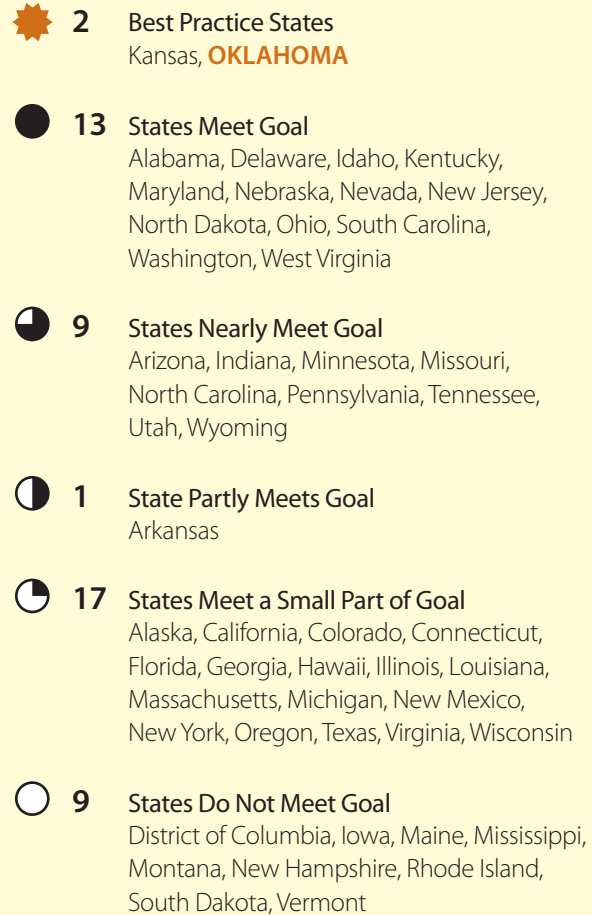 2 Best Practice States
Kansas, OKLAHOMA
13 States Meet Goal
Alabama, Delaware, Idaho, Kentucky,
Maryland, Nebraska, Nevada, New Jersey,
North Dakota, Ohio, South Carolina,
Washington, West Virginia
9 States Nearly Meet Goal
Arizona, Indiana, Minnesota, Missouri,
North Carolina, Pennsylvania, Tennessee,
Utah, Wyoming
1 State Partly Meets Goal
Arkansas
17 States Meet a Small Part of Goal
Alaska, California, Colorado, Connecticut,
Florida, Georgia, Hawaii, Illinois, Louisiana,
Massachusetts, Michigan, New Mexico,
New York, Oregon, Texas, Virginia, Wisconsin
9 States Do Not Meet Goal
District of Columbia, Iowa, Maine, Mississippi,
Montana, New Hampshire, Rhode Island,
South Dakota, Vermont